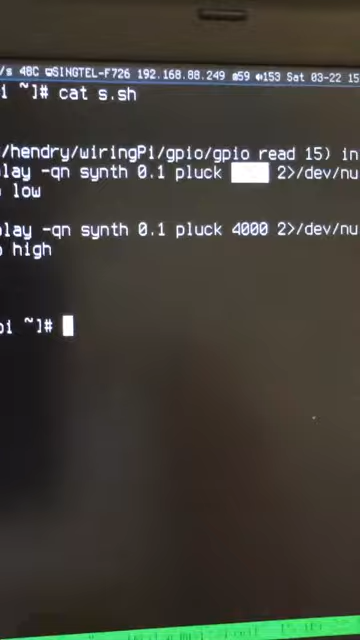 /s 48C SINGTEL-F726 192.168.88.249 59 153 Sat 03-22 15
i ~]# cat s.sh
/hendry/wiringPi/gpio/gpio read 15) in
lay -qn synth 0.1 pluck 2>/dev/nu
o low
lay -qn synth 0.1 pluck 4000 2>/dev/nu
o high
pi ~]#